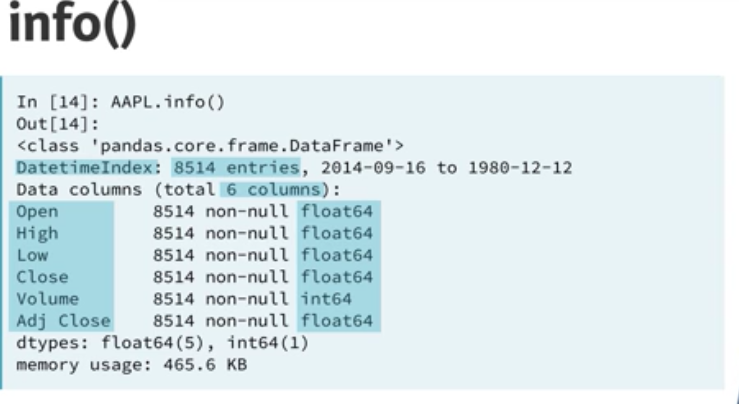 info()
In [14]: AAPL.info()
Out[14]:
<class 'pandas.core.frame.DataFrame'>
DatetimeIndex: 8514 entries, 2014-09-16 to 1980-12-12
Data columns (total 6 columns):
Open 8514 non-null float64
High 8514 non-null float64
Low 8514 non-null float64
Close 8514 non-null float64
Volume 8514 non-null int64
Adj Close 8514 non-null float64
dtypes: float64(5), int64(1)
memory usage: 465.6 KB